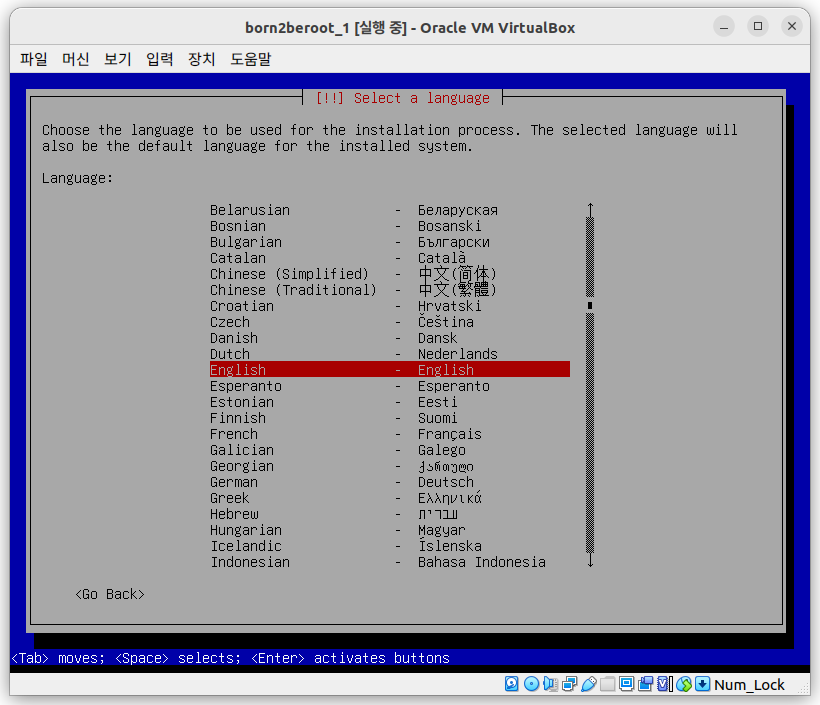 born2beroot_1 [실행 중] - Oracle VM VirtualBox
파일 머신 보기 입력 장치 도움말
[!!] Select a language
Choose the language to be used for the installation process. The selected language will
also be the default language for the installed system.
Language:
Belarusian - Беларуская
Bosnian - Bosanski
Bulgarian - Български
Catalan - Català
Chinese (Simplified) - 中文(简体)
Chinese (Traditional) - 中文(繁體)
Croatian - Hrvatski
Czech - Čeština
Danish - Dansk
Dutch - Nederlands
English - English
Esperanto - Esperanto
Estonian - Eesti
Finnish - Suomi
French - Français
Galician - Galego
Georgian - ქართული
German - Deutsch
Greek - Ελληνικά
Hebrew - עברית
Hungarian - Magyar
Icelandic - Íslenska
Indonesian - Bahasa Indonesia
<Go Back>
<Tab> moves; <Space> selects; <Enter> activates buttons
Num_Lock